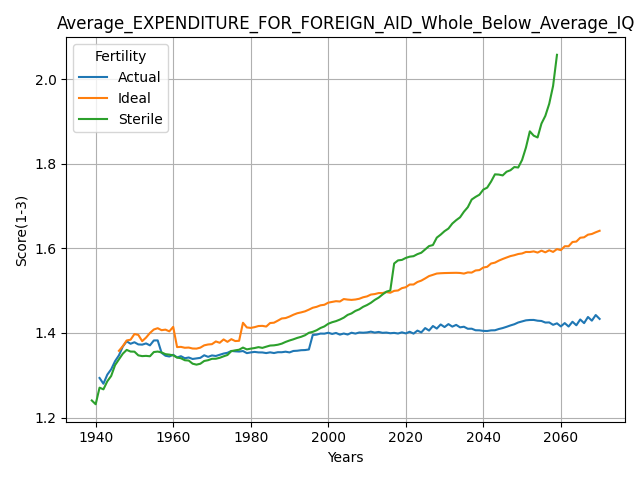 Average_EXPENDITURE_FOR_FOREIGN_AID_Whole_Below_Average_IQ
Fertility
Actual
Ideal
Sterile
Score(1-3)
2.0
1.8
1.6
1.4
1.2
1940 1960 1980 2000 2020 2040 2060
Years